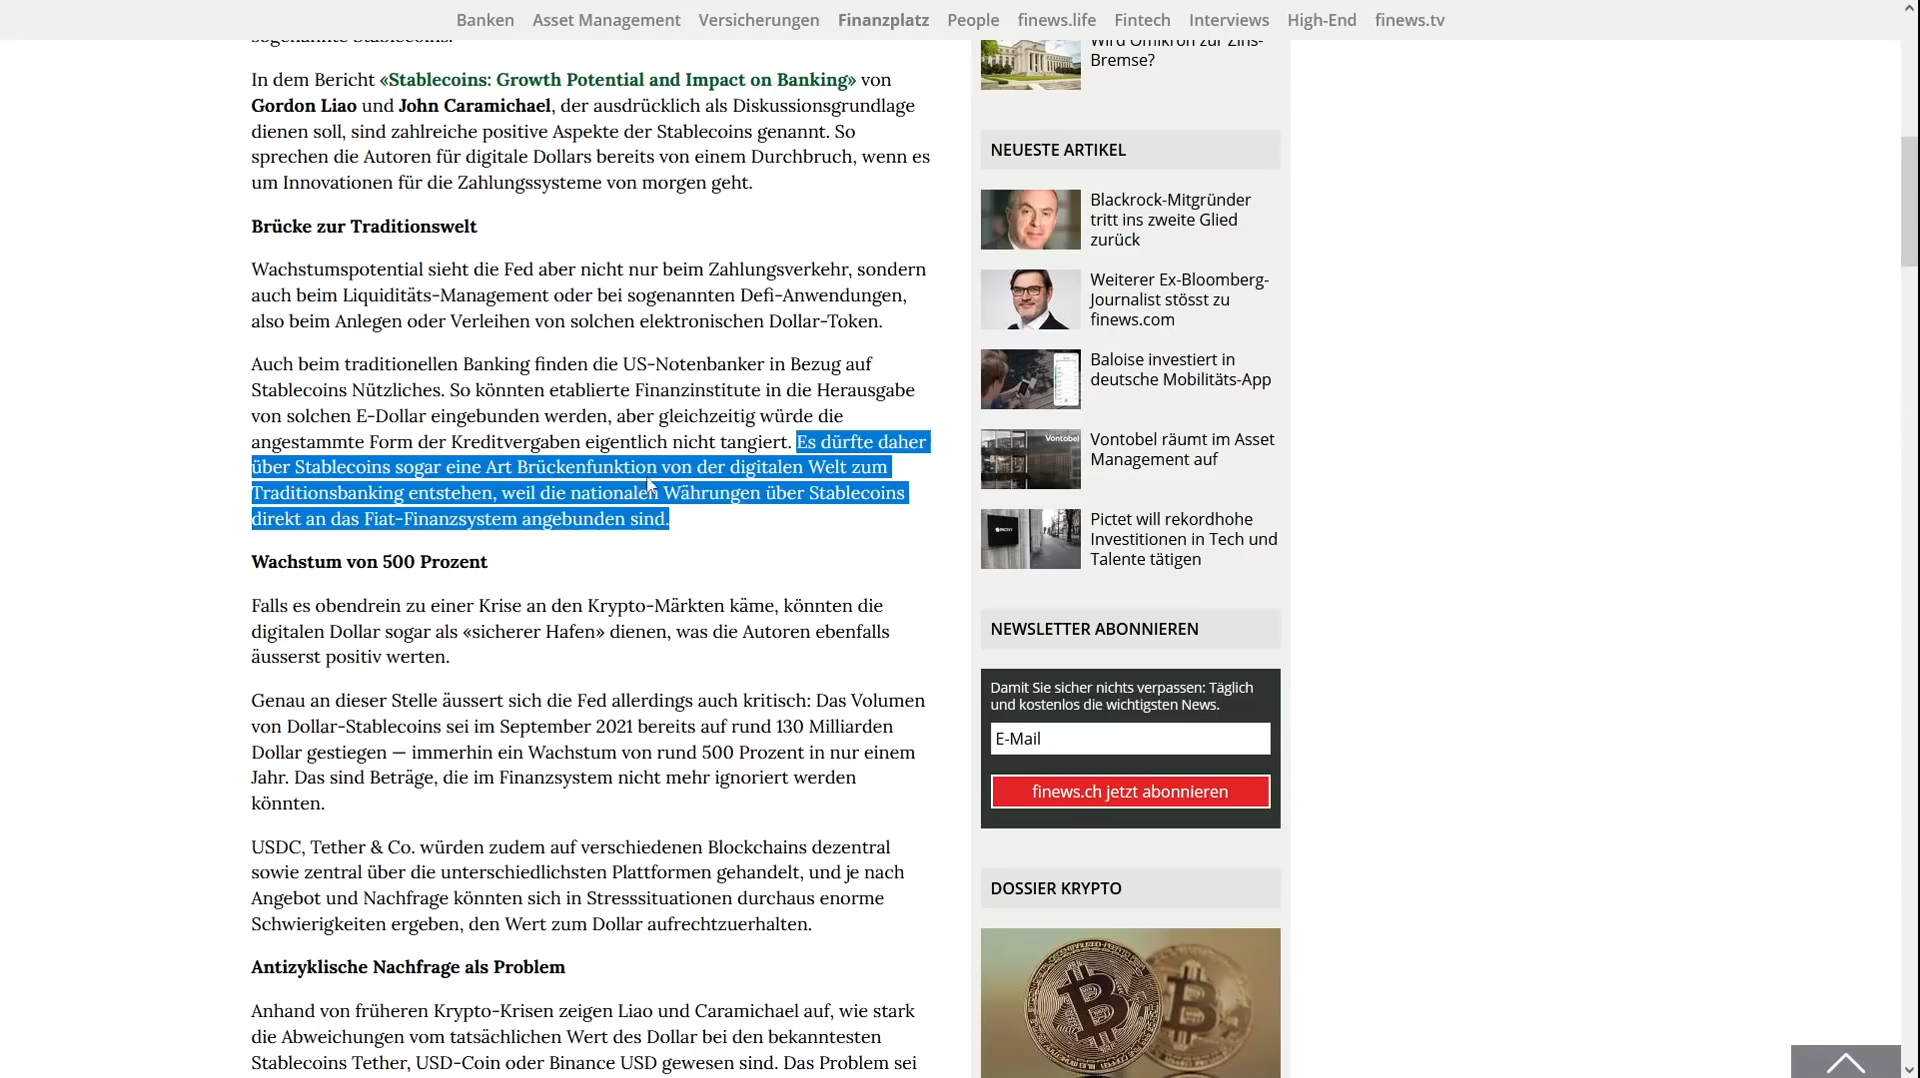 Banken Asset Management Versicherungen Finanzplatz People finews.life Fintech Interviews High-End finews.tv
sogenannte Stablecoins.
In dem Bericht «Stablecoins: Growth Potential and Impact on Banking» von
Gordon Liao und John Caramichael, der ausdrücklich als Diskussionsgrundlage
dienen soll, sind zahlreiche positive Aspekte der Stablecoins genannt. So
sprechen die Autoren für digitale Dollars bereits von einem Durchbruch, wenn es
um Innovationen für die Zahlungssysteme von morgen geht.
Brücke zur Traditionswelt
Wachstumspotential sieht die Fed aber nicht nur beim Zahlungsverkehr, sondern
auch beim Liquiditäts-Management oder bei sogenannten Defi-Anwendungen,
also beim Anlegen oder Verleihen von solchen elektronischen Dollar-Token.
Auch beim traditionellen Banking finden die US-Notenbanker in Bezug auf
Stablecoins Nützliches. So könnten etablierte Finanzinstitute in die Herausgabe
von solchen E-Dollar eingebunden werden, aber gleichzeitig würde die
angestammte Form der Kreditvergaben eigentlich nicht tangiert. Es dürfte daher
über Stablecoins sogar eine Art Brückenfunktion von der digitalen Welt zum
Traditionsbanking entstehen, weil die nationalen Währungen über Stablecoins
direkt an das Fiat-Finanzsystem angebunden sind.
Wachstum von 500 Prozent
Falls es obendrein zu einer Krise an den Krypto-Märkten käme, könnten die
digitalen Dollar sogar als «sicherer Hafen» dienen, was die Autoren ebenfalls
äusserst positiv werten.
Genau an dieser Stelle äussert sich die Fed allerdings auch kritisch: Das Volumen
von Dollar-Stablecoins sei im September 2021 bereits auf rund 130 Milliarden
Dollar gestiegen — immerhin ein Wachstum von rund 500 Prozent in nur einem
Jahr. Das sind Beträge, die im Finanzsystem nicht mehr ignoriert werden
könnten.
USDC, Tether & Co. würden zudem auf verschiedenen Blockchains dezentral
sowie zentral über die unterschiedlichsten Plattformen gehandelt, und je nach
Angebot und Nachfrage könnten sich in Stresssituationen durchaus enorme
Schwierigkeiten ergeben, den Wert zum Dollar aufrechtzuerhalten.
Antizyklische Nachfrage als Problem
Anhand von früheren Krypto-Krisen zeigen Liao und Caramichael auf, wie stark
die Abweichungen vom tatsächlichen Wert des Dollar bei den bekanntesten
Stablecoins Tether, USD-Coin oder Binance USD gewesen sind. Das Problem sei
Wird Omikron zur Zins-
Bremse?
NEUESTE ARTIKEL
Blackrock-Mitgründer
tritt ins zweite Glied
zurück
Weiterer Ex-Bloomberg-
Journalist stösst zu
finews.com
Baloise investiert in
deutsche Mobilitäts-App
Vontobel
Vontobel räumt im Asset
Management auf
PICTET
Pictet will rekordhohe
Investitionen in Tech und
Talente tätigen
NEWSLETTER ABONNIEREN
Damit Sie sicher nichts verpassen: Täglich
und kostenlos die wichtigsten News.
E-Mail
finews.ch jetzt abonnieren
DOSSIER KRYPTO